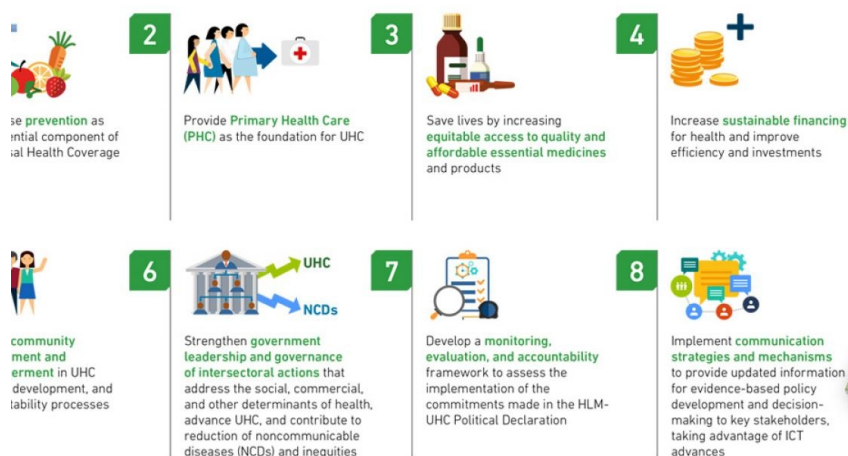 2
3
4
se prevention as
ential component of
sal Health Coverage
Provide Primary Health Care
(PHC) as the foundation for UHC
Save lives by increasing
equitable access to quality and
affordable essential medicines
and products
Increase sustainable financing
for health and improve
efficiency and investments
6
UHC
NCDs
7
8
community
ment and
erment in UHC
development, and
tability processes
Strengthen government
leadership and governance
of intersectoral actions that
address the social, commercial,
and other determinants of health,
advance UHC, and contribute to
reduction of noncommunicable
diseases (NCDs) and inequities
Develop a monitoring,
evaluation, and accountability
framework to assess the
implementation of the
commitments made in the HLM-
UHC Political Declaration
Implement communication
strategies and mechanisms
to provide updated information
for evidence-based policy
development and decision-
making to key stakeholders,
taking advantage of ICT
advances